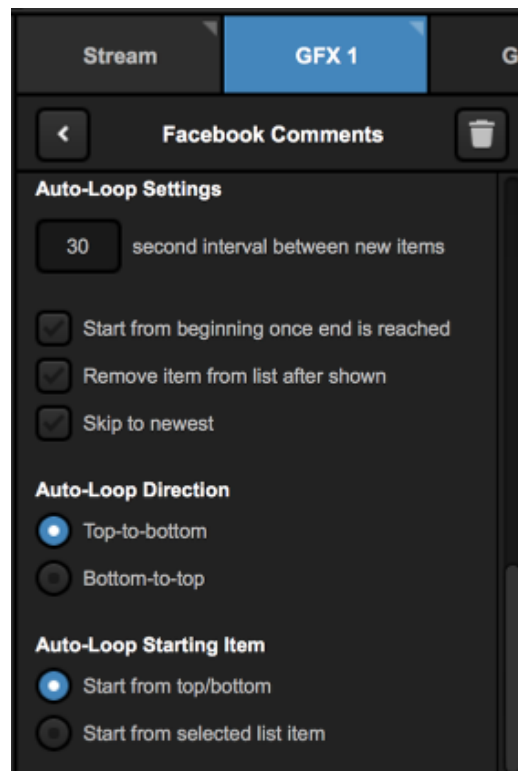 Stream
GFX 1
G
Facebook Comments
Auto-Loop Settings
30 second interval between new items
Start from beginning once end is reached
Remove item from list after shown
Skip to newest
Auto-Loop Direction
Top-to-bottom
Bottom-to-top
Auto-Loop Starting Item
Start from top/bottom
Start from selected list item